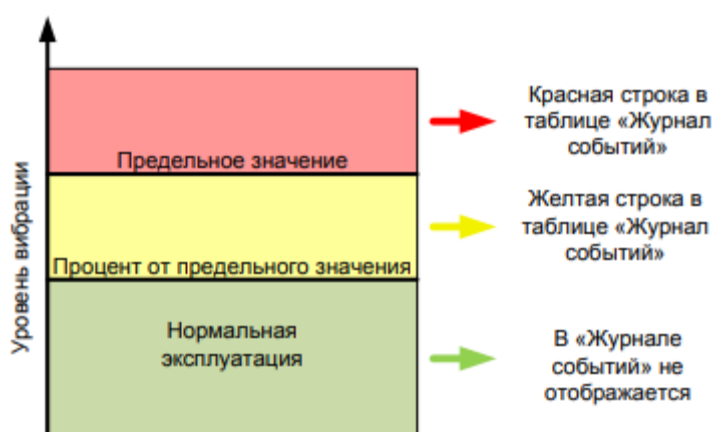 Красная строка в
таблице «Журнал
событий»
Предельное значение
Желтая строка в
таблице «Журнал
событий»
Процент от предельного значения
Нормальная
эксплуатация
В «Журнале
событий» не
отображается
Уровень вибрации